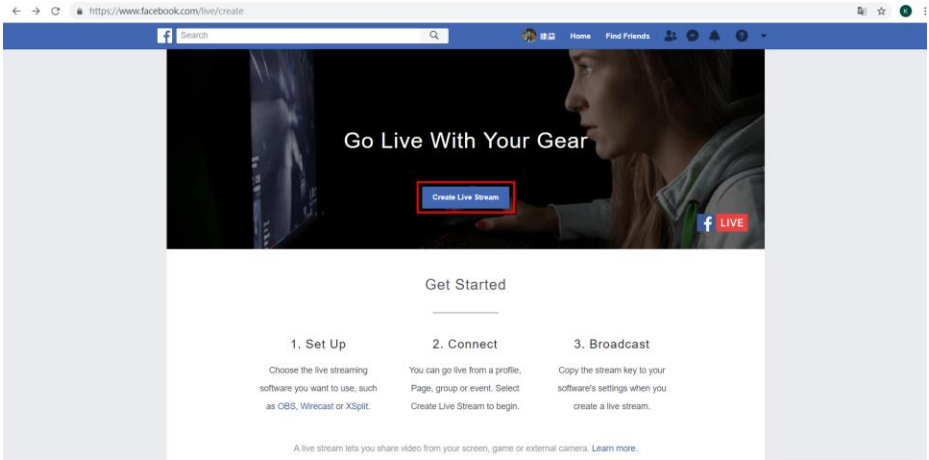 https://www.facebook.com/live/create
K
f Search
Home Find Friends
Go Live With Your Gear
Create Live Stream
f LIVE
Get Started
1. Set Up
Choose the live streaming
software you want to use, such
as OBS, Wirecast or XSplit.
2. Connect
You can go live from a profile,
Page, group or event. Select
Create Live Stream to begin.
3. Broadcast
Copy the stream key to your
software's settings when you
create a live stream.
A live stream lets you share video from your screen, game or external camera. Learn more.